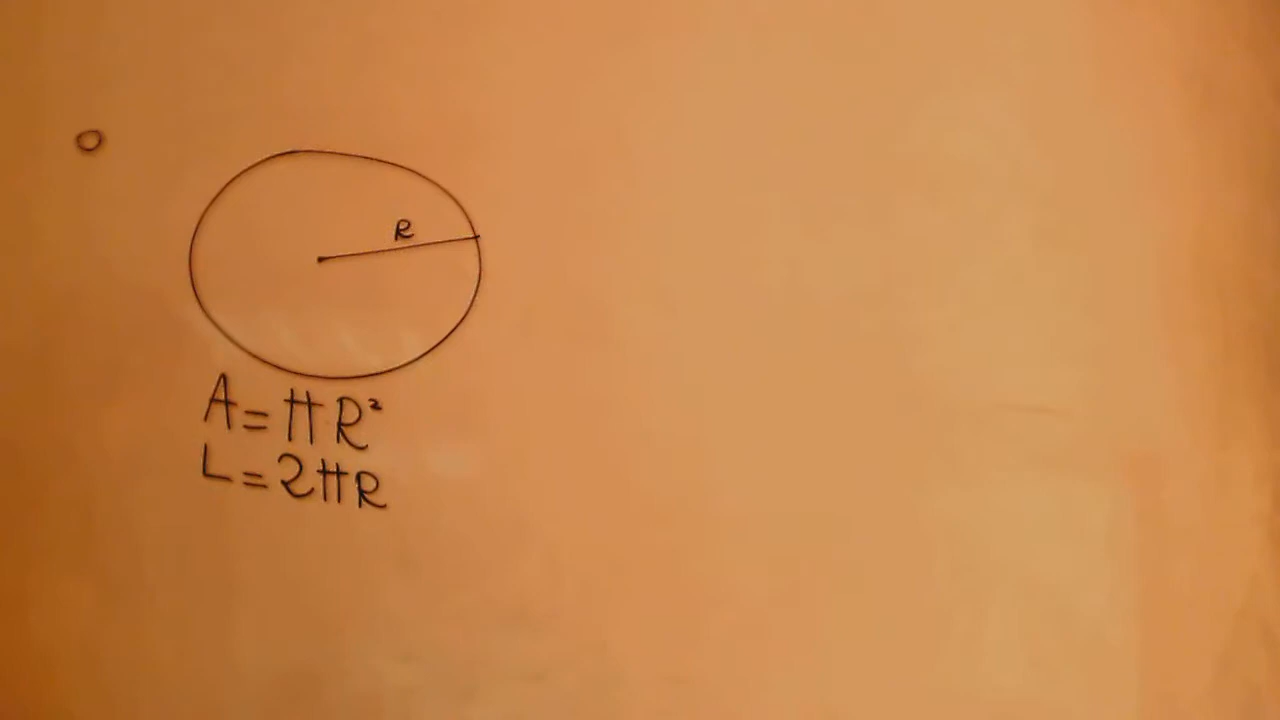 R
A = πR²
L = 2πR